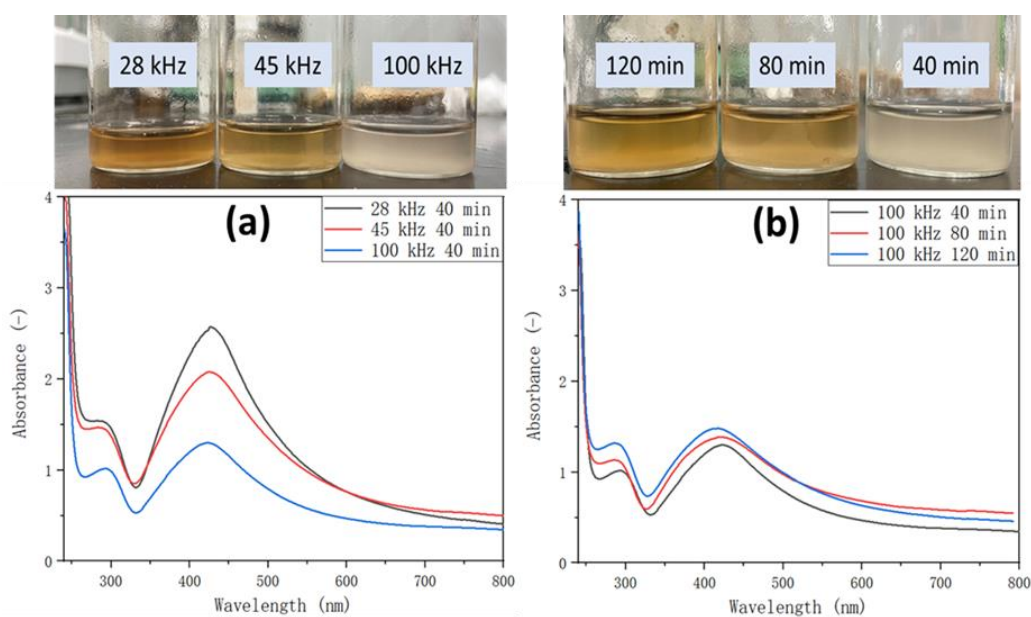 28 kHz 45 kHz 100 kHz
120 min 80 min 40 min
(a)
28 kHz 40 min
45 kHz 40 min
100 kHz 40 min
4
3
2
1
0
Absorbance (-)
300 400 500 600 700 800
Wavelength (nm)
(b)
100 kHz 40 min
100 kHz 80 min
100 kHz 120 min
4
3
2
1
0
Absorbance (-)
300 400 500 600 700 800
Wavelength (nm)